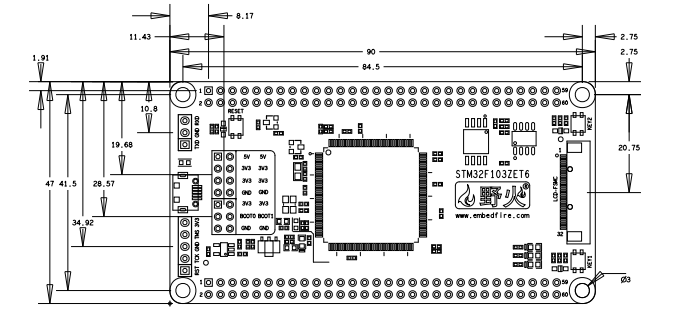 8.17
11.43
2.75
90
2.75
84.5
1.91
1 59
2 60
RESET
10.8
TXD GND RXD
KEY2
19.68
5V 5V
3V3 3V3
3V3 3V3
GND GND
3V3 3V3
BOOT0 BOOT1
GND GND
STM32F103ZET6
野火
www.embedfire.com
1
LCD-FSMC
32
20.75
47
41.5
28.57
34.92
RST TCK GND TMS 3V3
KEY1
Ø3
1 59
2 60